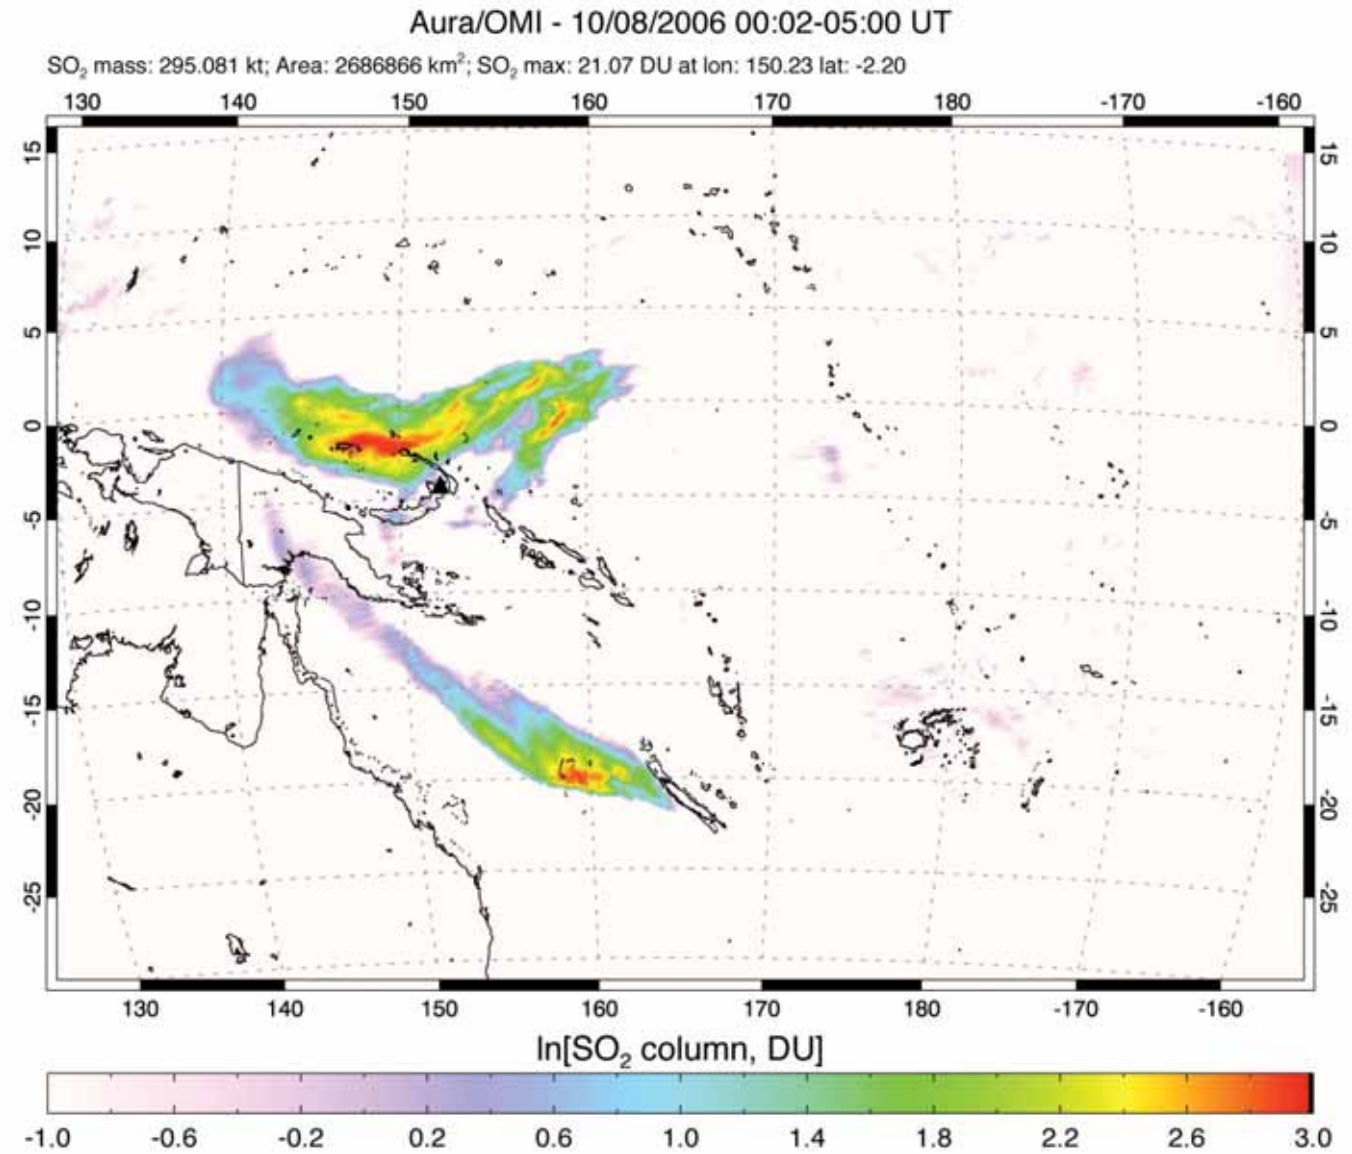 Aura/OMI - 10/08/2006 00:02-05:00 UT
SO₂ mass: 295.081 kt; Area: 2686866 km²; SO₂ max: 21.07 DU at lon: 150.23 lat: -2.20
130 140 150 160 170 180 -170 -160
15 15
10 10
5 5
0 0
-5 -5
-10 -10
-15 -15
-20 -20
-25 -25
130 140 150 160 170 180 -170 -160
ln[SO₂ column, DU]
-1.0 -0.6 -0.2 0.2 0.6 1.0 1.4 1.8 2.2 2.6 3.0